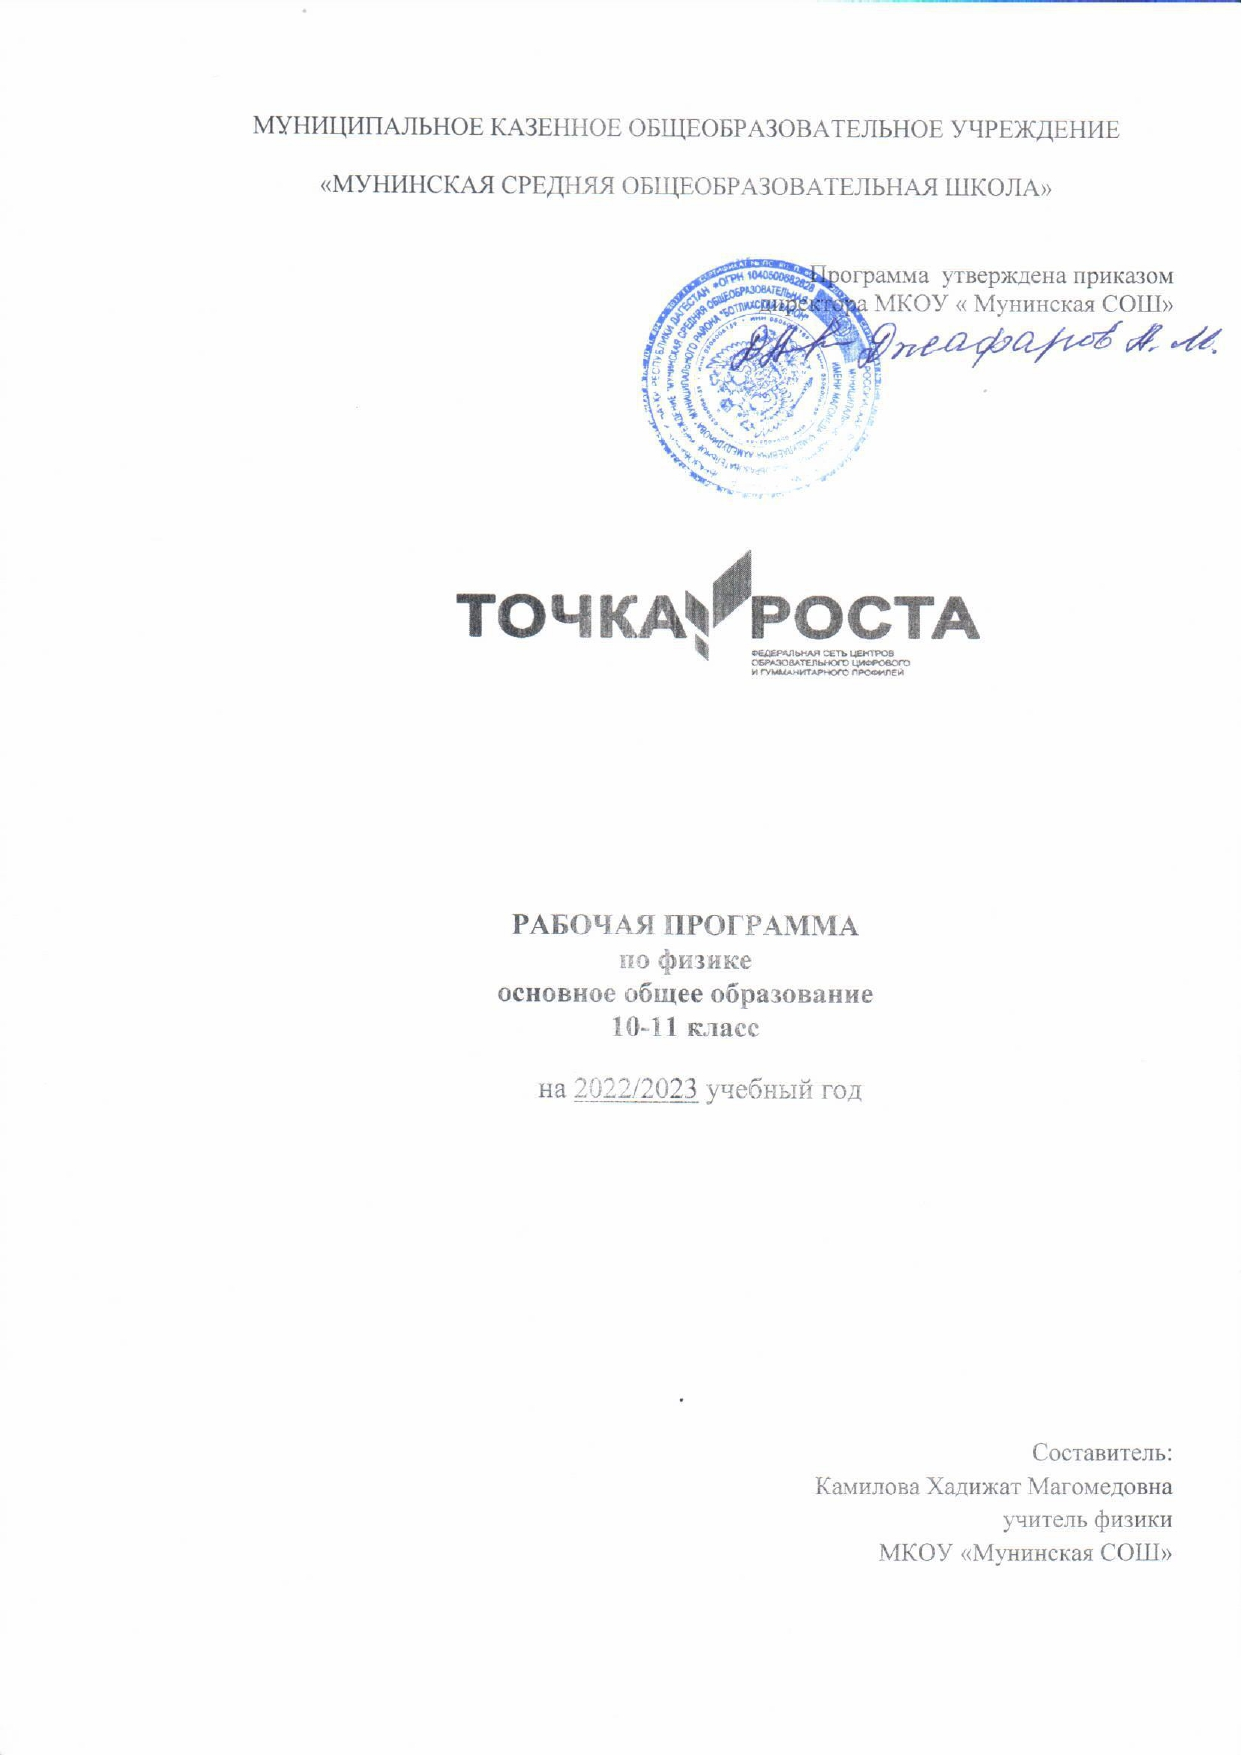 МУНИЦИПАЛЬНОЕ КАЗЕННОЕ ОБЩЕОБРАЗОВАТЕЛЬНОЕ УЧРЕЖДЕНИЕ
«МУНИНСКАЯ СРЕДНЯЯ ОБЩЕОБРАЗОВАТЕЛЬНАЯ ШКОЛА»
Программа утверждена приказом
директора МКОУ « Мунинская СОШ»
Джафаров А. М.
ТОЧКА РОСТА
ФЕДЕРАЛЬНАЯ СЕТЬ ЦЕНТРОВ
ОБРАЗОВАТЕЛЬНОГО ЦИФРОВОГО
И ГУММАНИТАРНОГО ПРОФИЛЕЙ
РАБОЧАЯ ПРОГРАММА
по физике
основное общее образование
10-11 класс
на 2022/2023 учебный год
Составитель:
Камилова Хадижат Магомедовна
учитель физики
МКОУ «Мунинская СОШ»